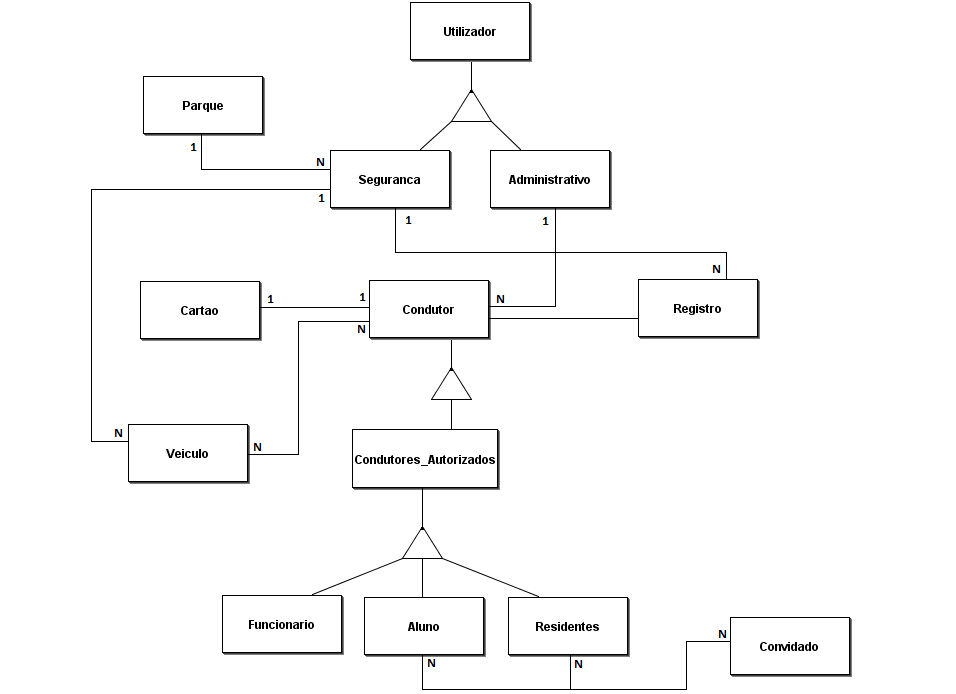 Utilizador
Parque
1
N
Seguranca
Administrativo
1
1
1
N
Cartao
1
1
Condutor
N
Registro
N
N
Veiculo
N
Condutores_Autorizados
Funcionario
Aluno
Residentes
N
Convidado
N
N